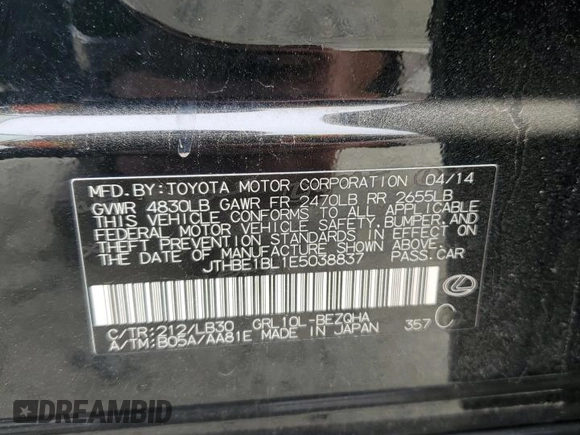 MFD.BY:TOYOTA MOTOR CORPORATION 04/14
GVWR 4830LB GAWR FR 2470LB RR 2655LB
THIS VEHICLE CONFORMS TO ALL APPLICABLE
FEDERAL MOTOR VEHICLE SAFETY,BUMPER,AND
THEFT PREVENTION STANDARDS IN EFFECT ON
THE DATE OF MANUFACTURE SHOWN ABOVE.
JTHBE1BL1E5038837 PASS.CAR
C/TR:212/LB30 GRL10L-BEZQHA
A/TM:B05A/AA81E MADE IN JAPAN 357 C
DREAMBID